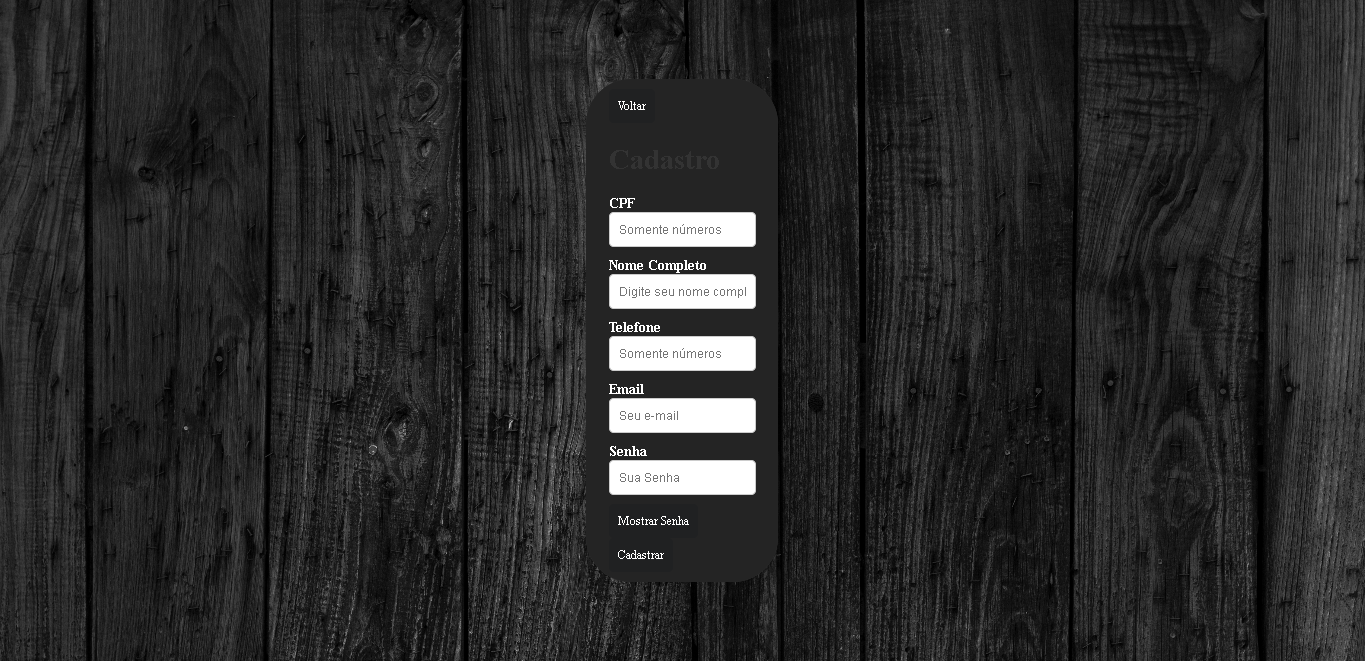 Voltar
Cadastro
CPF
Somente números
Nome Completo
Digite seu nome compl
Telefone
Somente números
Email
Seu e-mail
Senha
Sua Senha
Mostrar Senha
Cadastrar